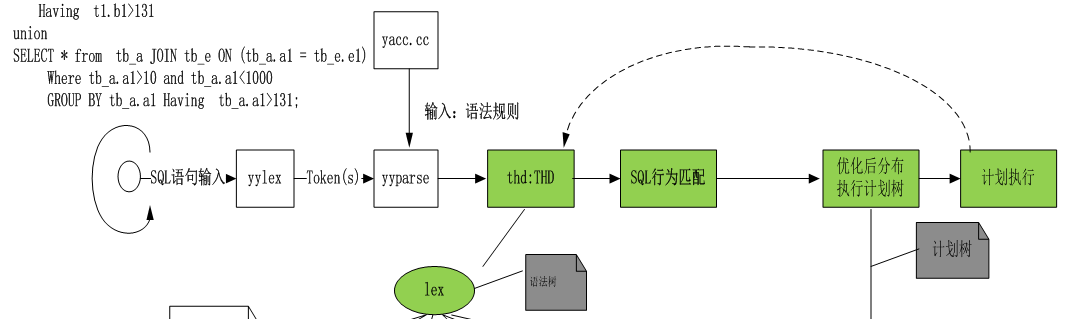 Having t1.b1>131
union
SELECT * from tb_a JOIN tb_e ON (tb_a.a1 = tb_e.e1)
Where tb_a.a1>10 and tb_a.a1<1000
GROUP BY tb_a.a1 Having tb_a.a1>131;
yacc.cc
输入：语法规则
SQL语句输入
yylex
Token(s)
yyparse
thd:THD
SQL行为匹配
优化后分布
执行计划树
计划执行
计划树
lex
语法树